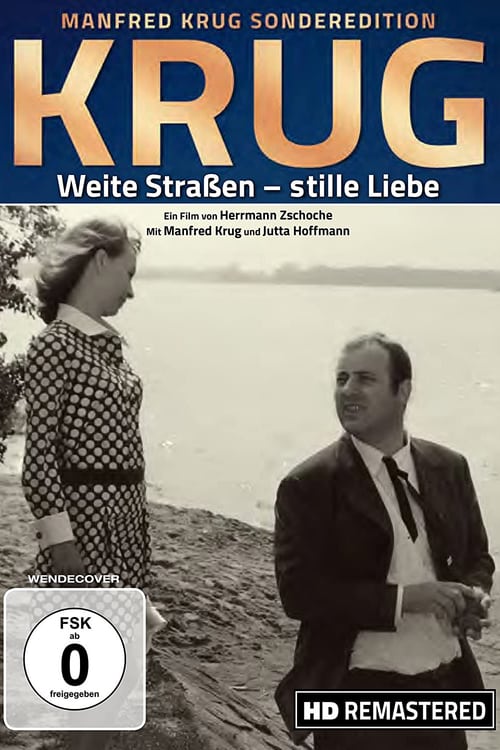 MANFRED KRUG SONDEREDITION
KRUG
Weite Straßen – stille Liebe
Ein Film von Herrmann Zschoche
Mit Manfred Krug und Jutta Hoffmann
WENDECOVER
FSK
ab
0
freigegeben
HD REMASTERED